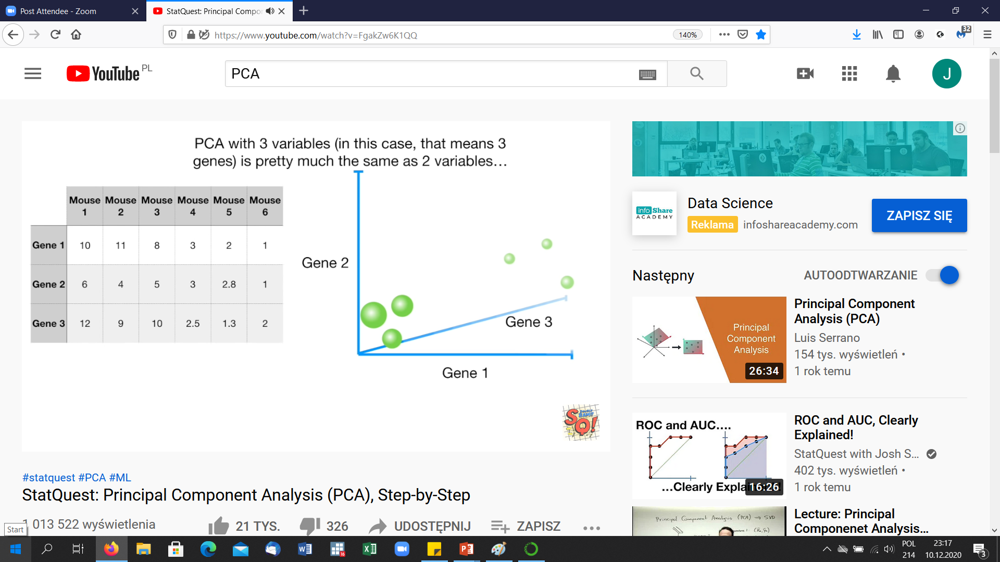 Post Attendee - Zoom
StatQuest: Principal Compo
https://www.youtube.com/watch?v=FgakZw6K1QQ
140%
32
YouTube PL
PCA
J
PCA with 3 variables (in this case, that means 3
genes) is pretty much the same as 2 variables…
Mouse 1 Mouse 2 Mouse 3 Mouse 4 Mouse 5 Mouse 6
Gene 1 10 11 8 3 2 1
Gene 2 6 4 5 3 2.8 1
Gene 3 12 9 10 2.5 1.3 2
Gene 2
Gene 3
Gene 1
SQ!
info Share
ACADEMY
Data Science
Reklama infoshareacademy.com
ZAPISZ SIĘ
Następny
AUTOODTWARZANIE
Principal
Component
Analysis
26:34
Principal Component
Analysis (PCA)
Luis Serrano
154 tys. wyświetleń •
1 rok temu
ROC and AUC….
…Clearly Explain
16:26
ROC and AUC, Clearly
Explained!
StatQuest with Josh S...
402 tys. wyświetleń •
1 rok temu
Principal Component Analysis (PCA) → SVD
Lecture: Principal
Componenet Analysis...
#statquest #PCA #ML
StatQuest: Principal Component Analysis (PCA), Step-by-Step
1 013 522 wyświetlenia
21 TYS.
326
UDOSTĘPNIJ
ZAPISZ
Start
16
POL
214
23:17
10.12.2020
3